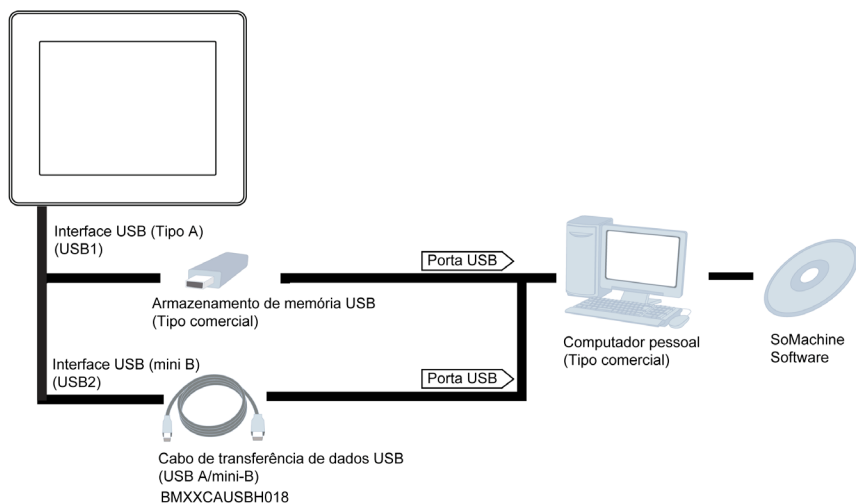 Interface USB (Tipo A)
(USB1)
Porta USB
Armazenamento de memória USB
(Tipo comercial)
Computador pessoal
(Tipo comercial)
SoMachine
Software
Interface USB (mini B)
(USB2)
Porta USB
Cabo de transferência de dados USB
(USB A/mini-B)
BMXXCAUSBH018